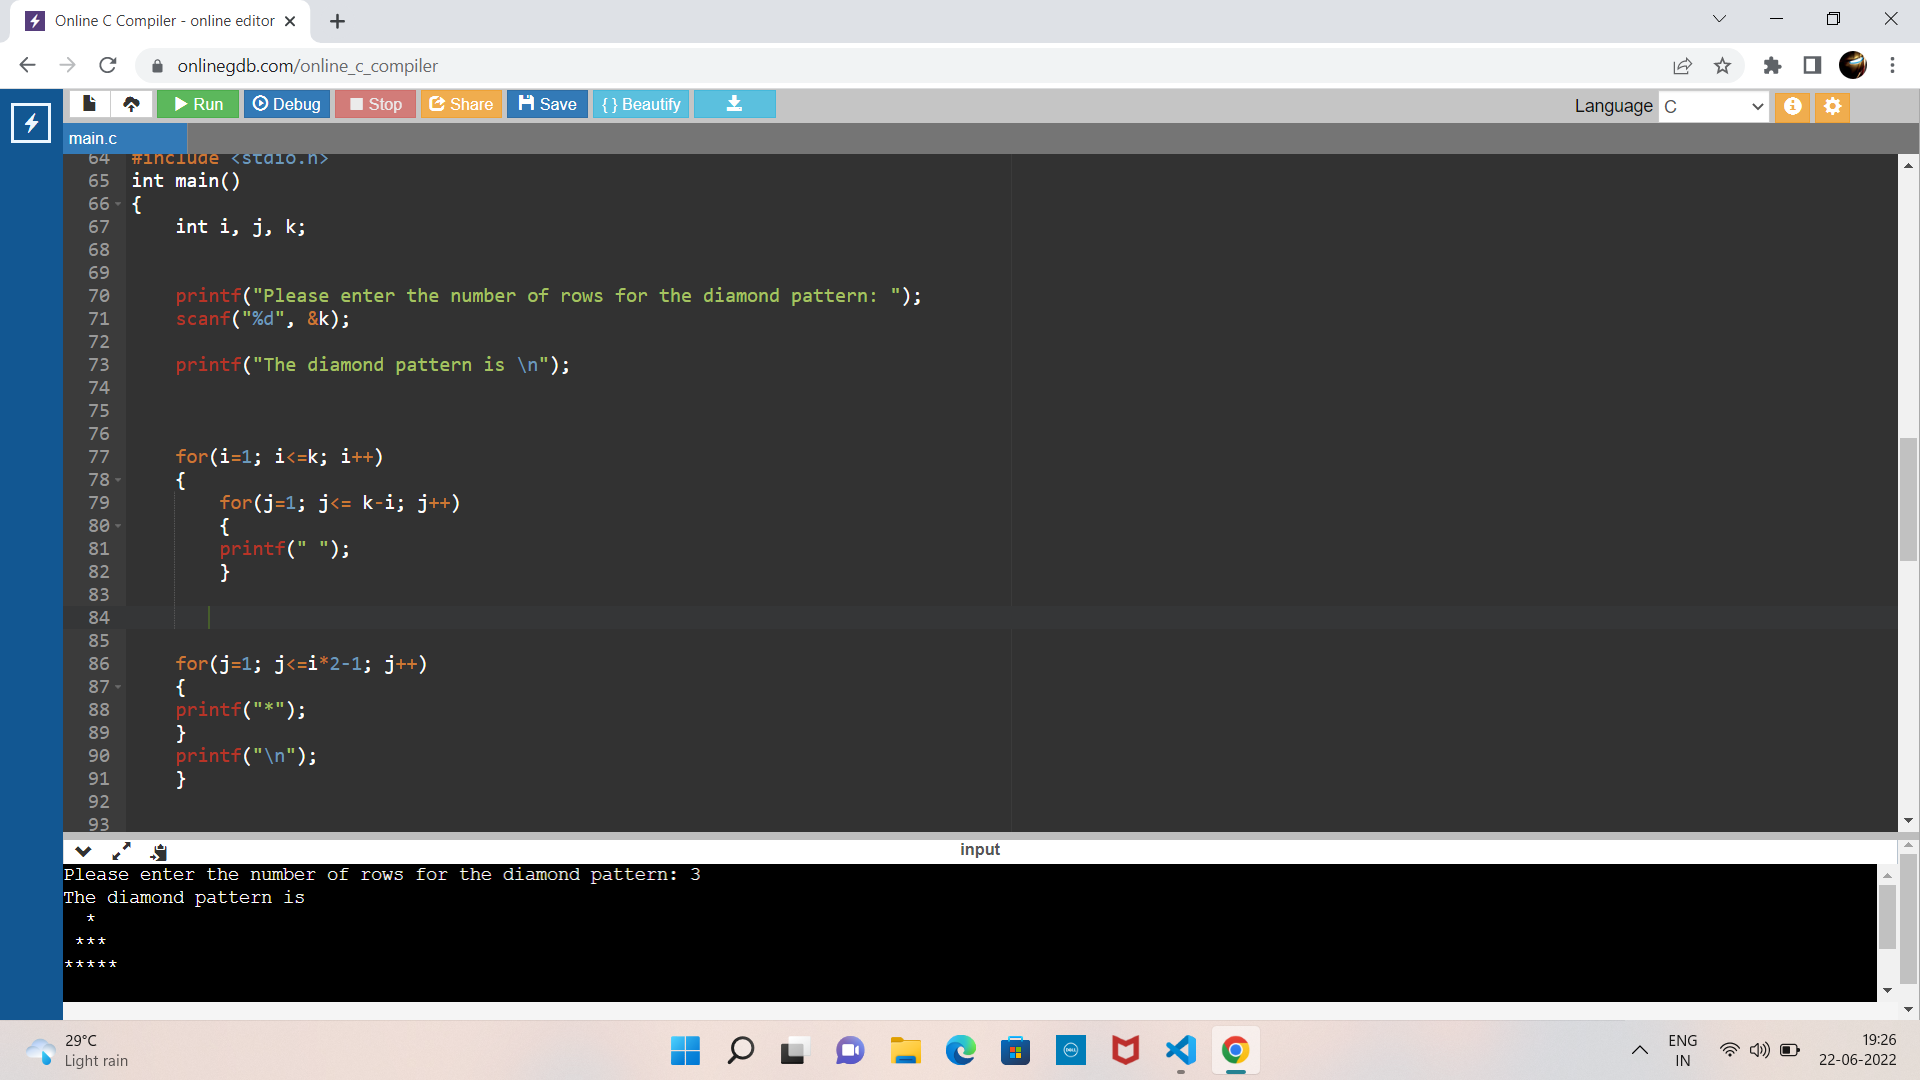 Online C Compiler - online editor
onlinegdb.com/online_c_compiler
Run Debug Stop Share Save { } Beautify Language C
main.c
64 #include <stdio.h>
65 int main()
66 {
67 int i, j, k;
68
69
70 printf("Please enter the number of rows for the diamond pattern: ");
71 scanf("%d", &k);
72
73 printf("The diamond pattern is \n");
74
75
76
77 for(i=1; i<=k; i++)
78 {
79 for(j=1; j<= k-i; j++)
80 {
81 printf(" ");
82 }
83
84
85
86 for(j=1; j<=i*2-1; j++)
87 {
88 printf("*");
89 }
90 printf("\n");
91 }
92
93
input
Please enter the number of rows for the diamond pattern: 3
The diamond pattern is
  *
 ***
*****
29°C
Light rain
DELL
ENG
IN
19:26
22-06-2022